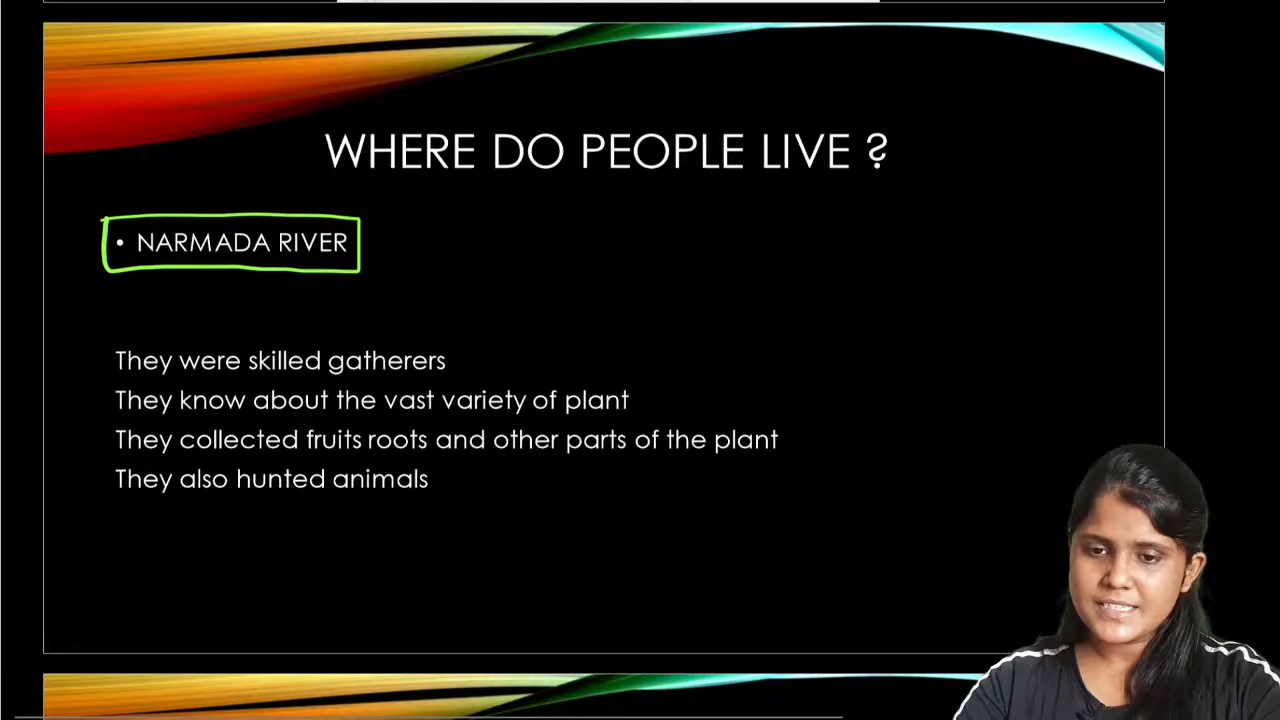 WHERE DO PEOPLE LIVE ?
• NARMADA RIVER
They were skilled gatherers
They know about the vast variety of plant
They collected fruits roots and other parts of the plant
They also hunted animals